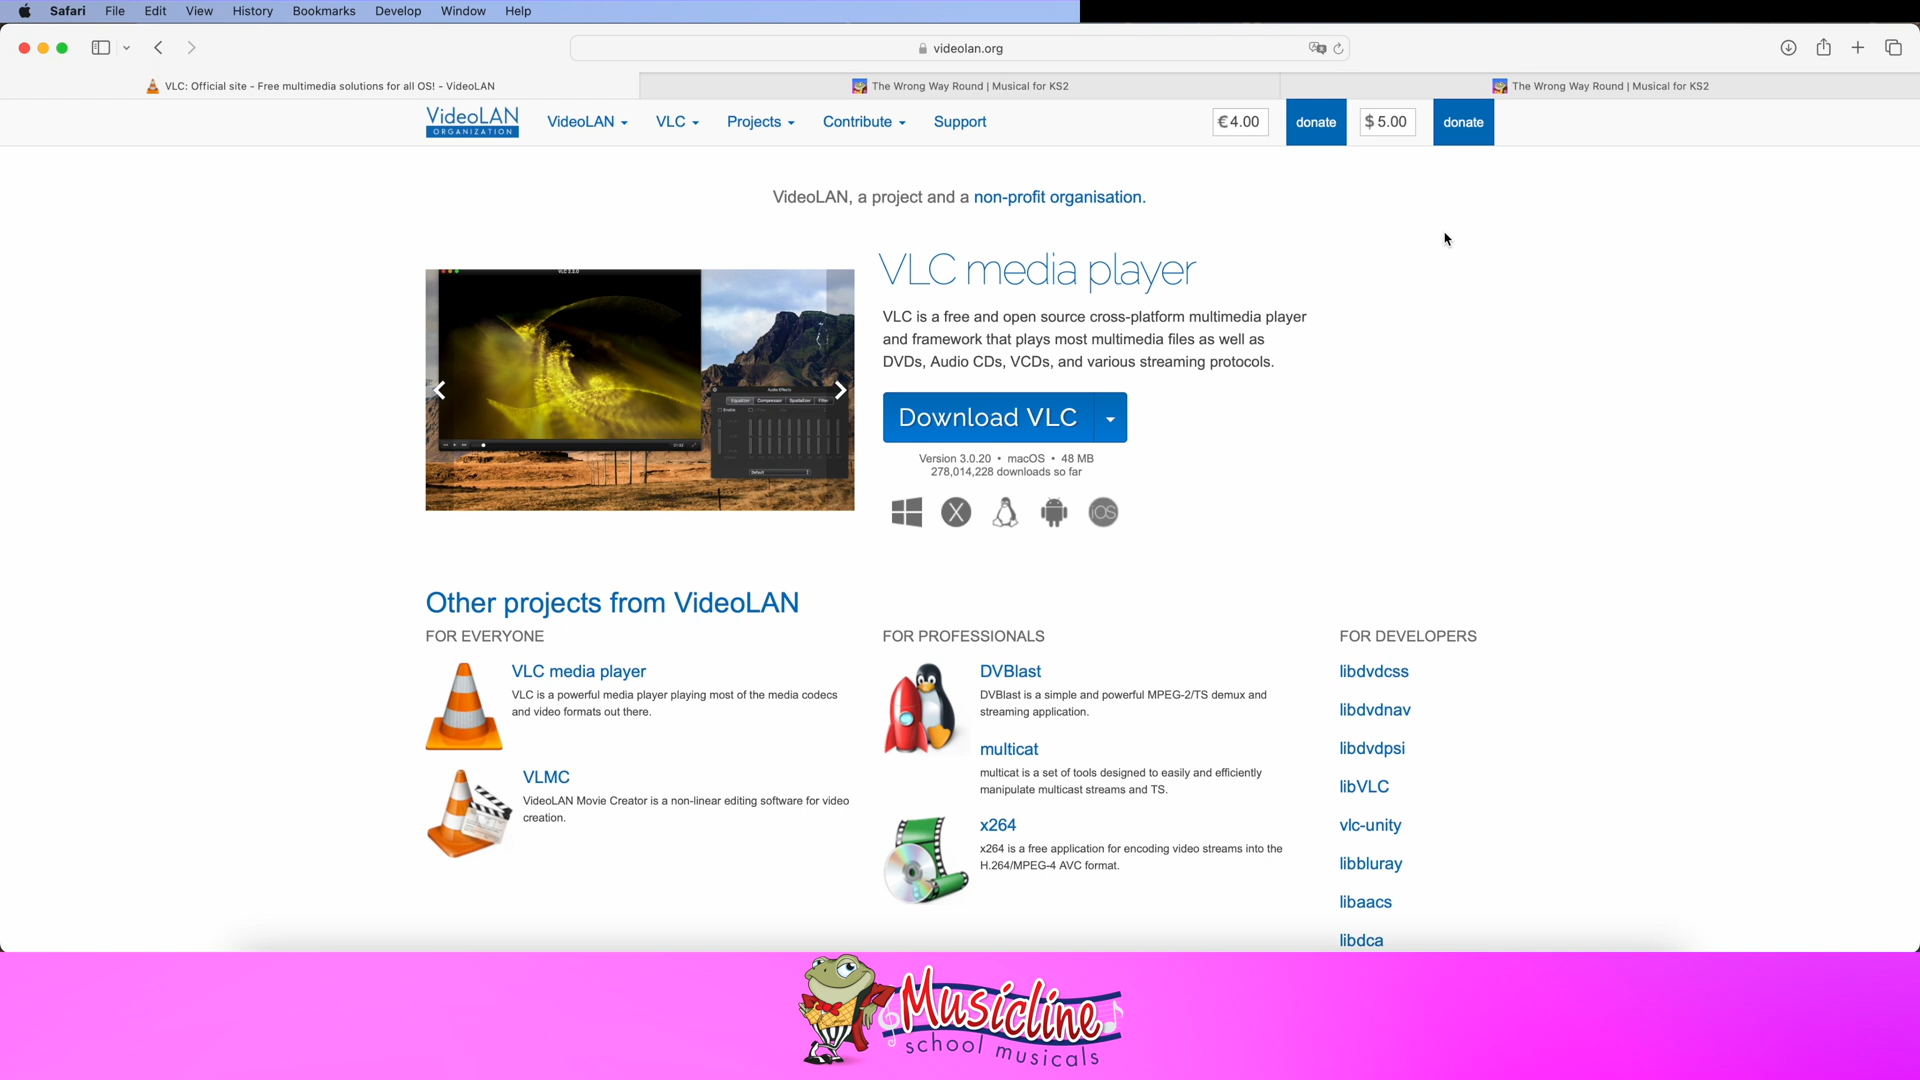 Safari File Edit View History Bookmarks Develop Window Help
videolan.org
VLC: Official site - Free multimedia solutions for all OS! - VideoLAN
The Wrong Way Round | Musical for KS2
The Wrong Way Round | Musical for KS2
VideoLAN
ORGANIZATION
VideoLAN VLC Projects Contribute Support
€ 4.00 donate $ 5.00 donate
VideoLAN, a project and a non-profit organisation.
VLC media player
VLC is a free and open source cross-platform multimedia player
and framework that plays most multimedia files as well as
DVDs, Audio CDs, VCDs, and various streaming protocols.
Audio Effects
Equalizer Compressor Spatializer Filter
Default
Download VLC
Version 3.0.20 • macOS • 48 MB
278,014,228 downloads so far
X
iOS
Other projects from VideoLAN
FOR EVERYONE
VLC media player
VLC is a powerful media player playing most of the media codecs
and video formats out there.
VLMC
VideoLAN Movie Creator is a non-linear editing software for video
creation.
FOR PROFESSIONALS
DVBlast
DVBlast is a simple and powerful MPEG-2/TS demux and
streaming application.
multicat
multicat is a set of tools designed to easily and efficiently
manipulate multicast streams and TS.
x264
x264 is a free application for encoding video streams into the
H.264/MPEG-4 AVC format.
FOR DEVELOPERS
libdvdcss
libdvdnav
libdvdpsi
libVLC
vlc-unity
libbluray
libaacs
libdca
Musicline
school musicals